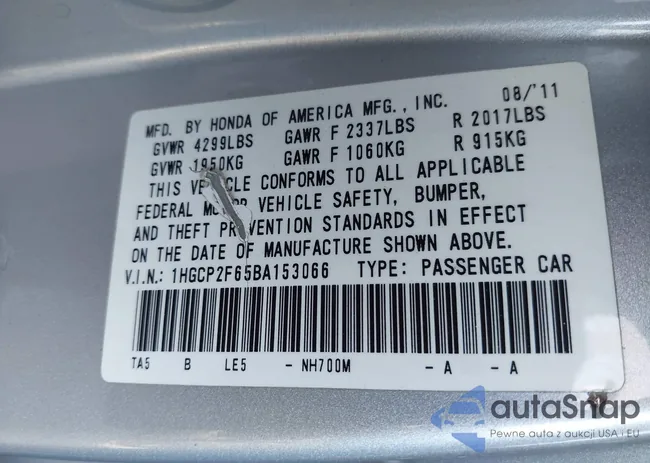 MFD. BY HONDA OF AMERICA MFG., INC. 08/'11
GVWR 4299LBS GAWR F 2337LBS R 2017LBS
GVWR 1950KG GAWR F 1060KG R 915KG
THIS VEHICLE CONFORMS TO ALL APPLICABLE
FEDERAL MOTOR VEHICLE SAFETY, BUMPER,
AND THEFT PREVENTION STANDARDS IN EFFECT
ON THE DATE OF MANUFACTURE SHOWN ABOVE.
V.I.N.: 1HGCP2F65BA153066 TYPE: PASSENGER CAR
TA5 B LE5 - NH700M - A - A
autaSnap
Pewne auta z aukcji USA i EU